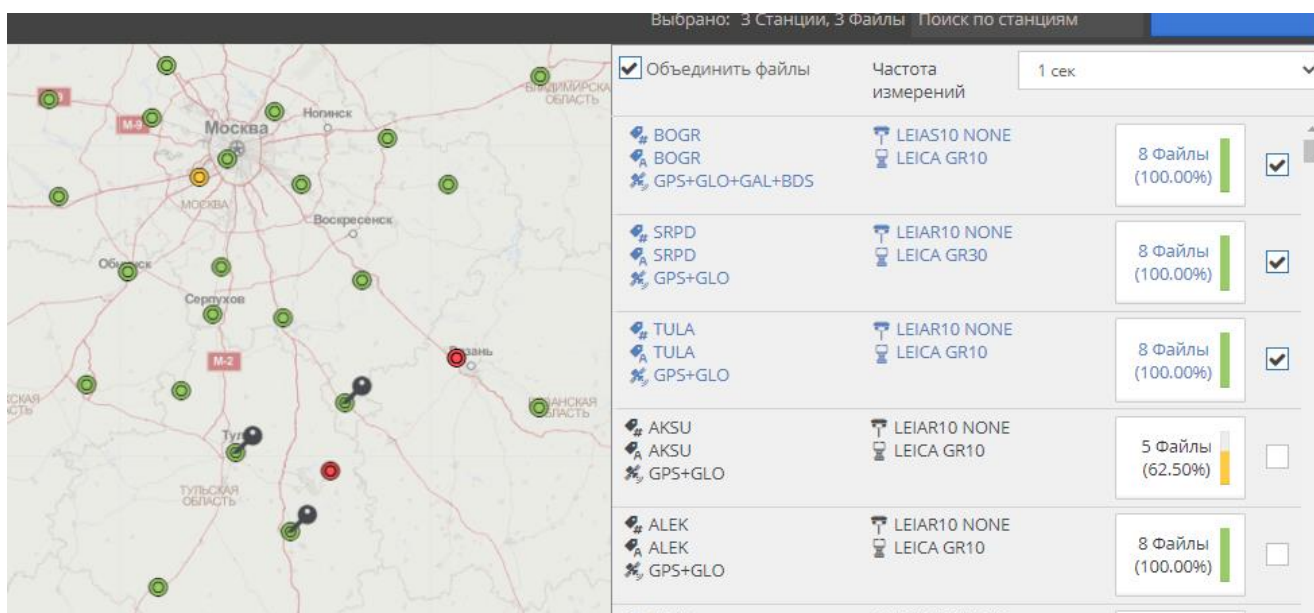 Выбрано: 3 Станции, 3 Файлы Поиск по станциям
Объединить файлы
Частота измерений
1 сек
BOGR
BOGR
GPS+GLO+GAL+BDS
LEIAS10 NONE
LEICA GR10
8 Файлы
(100.00%)
SRPD
SRPD
GPS+GLO
LEIAR10 NONE
LEICA GR30
8 Файлы
(100.00%)
TULA
TULA
GPS+GLO
LEIAR10 NONE
LEICA GR10
8 Файлы
(100.00%)
AKSU
AKSU
GPS+GLO
LEIAR10 NONE
LEICA GR10
5 Файлы
(62.50%)
ALEK
ALEK
GPS+GLO
LEIAR10 NONE
LEICA GR10
8 Файлы
(100.00%)
ОБЛАСТЬ
Ногинск
М-9
Москва
МОСКВА
Воскресенск
Серпухов
М-2
ТУЛЬСКАЯ
ОБЛАСТЬ